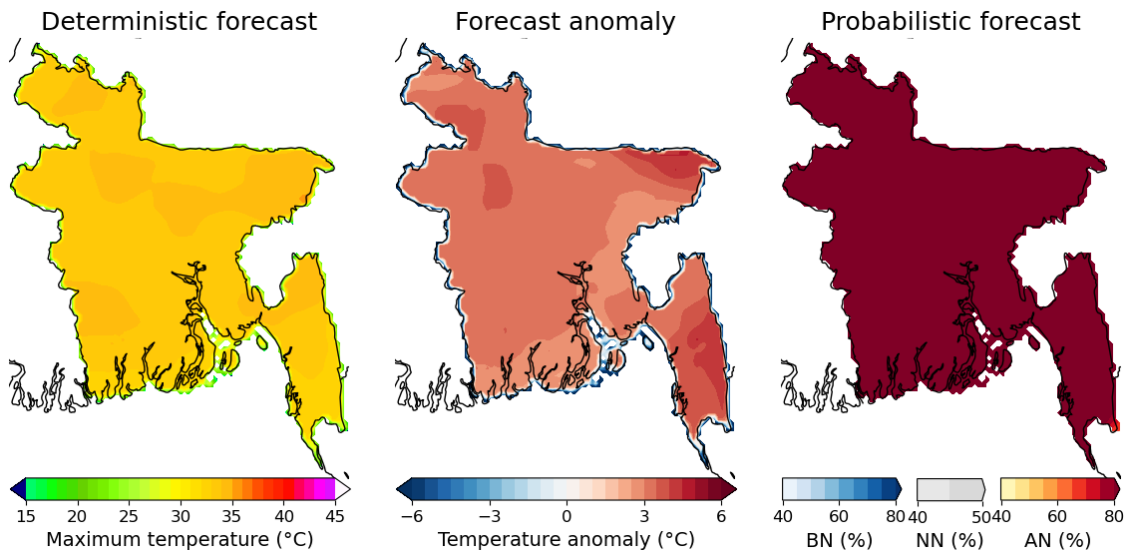 Deterministic forecast
Forecast anomaly
Probabilistic forecast
15 20 25 30 35 40 45
Maximum temperature (°C)
−6 −3 0 3 6
Temperature anomaly (°C)
40 60 80
BN (%)
40 50
NN (%)
40 60 80
AN (%)